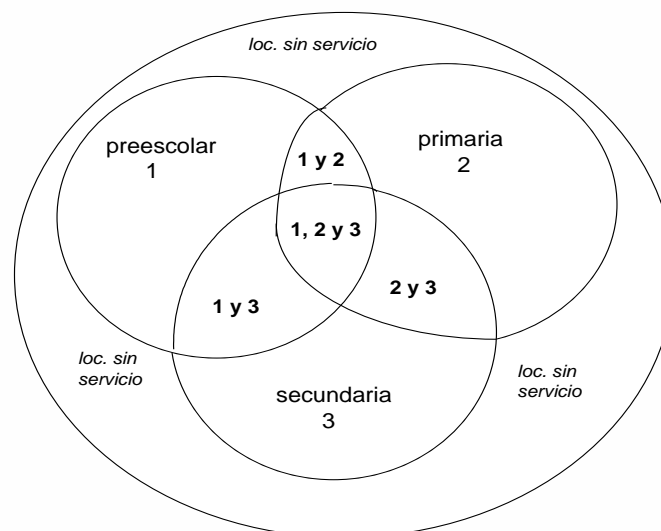 loc. sin servicio
preescolar
1
primaria
2
1 y 2
1, 2 y 3
1 y 3
2 y 3
loc. sin
servicio
loc. sin
servicio
secundaria
3